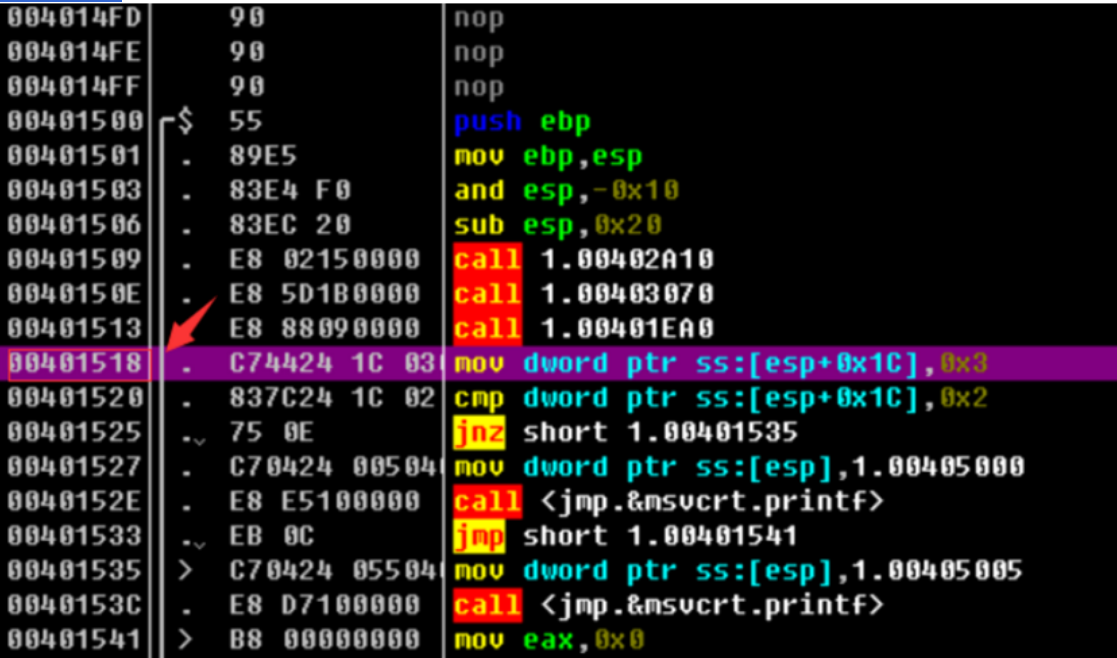 004014FD 90 nop
004014FE 90 nop
004014FF 90 nop
00401500 $ 55 push ebp
00401501 . 89E5 mov ebp,esp
00401503 . 83E4 F0 and esp,-0x10
00401506 . 83EC 20 sub esp,0x20
00401509 . E8 02150000 call 1.00402A10
0040150E . E8 5D1B0000 call 1.00403070
00401513 . E8 88090000 call 1.00401EA0
00401518 . C74424 1C 03 mov dword ptr ss:[esp+0x1C],0x3
00401520 . 837C24 1C 02 cmp dword ptr ss:[esp+0x1C],0x2
00401525 . 75 0E jnz short 1.00401535
00401527 . C70424 00504 mov dword ptr ss:[esp],1.00405000
0040152E . E8 E5100000 call <jmp.&msvcrt.printf>
00401533 . EB 0C jmp short 1.00401541
00401535 > C70424 05504 mov dword ptr ss:[esp],1.00405005
0040153C . E8 D7100000 call <jmp.&msvcrt.printf>
00401541 > B8 00000000 mov eax,0x0